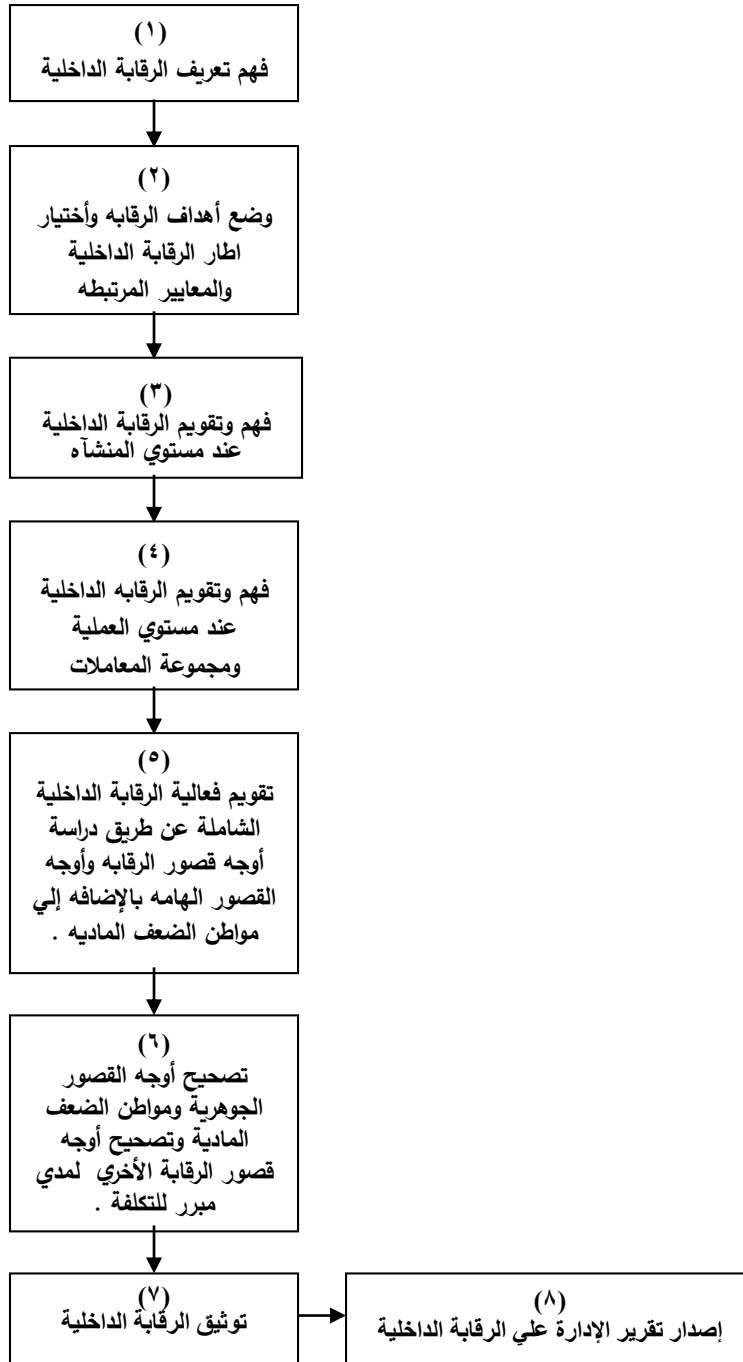 (١)
فهم تعريف الرقابة الداخلية
(٢)
وضع أهداف الرقابه وأختيار
اطار الرقابة الداخلية
والمعايير المرتبطه
(٣)
فهم وتقويم الرقابة الداخلية
عند مستوي المنشآه
(٤)
فهم وتقويم الرقابه الداخلية
عند مستوي العملية
ومجموعة المعاملات
(٥)
تقويم فعالية الرقابة الداخلية
الشاملة عن طريق دراسة
أوجه قصور الرقابه وأوجه
القصور الهامه بالإضافه إلي
مواطن الضعف الماديه .
(٦)
تصحيح أوجه القصور
الجوهرية ومواطن الضعف
المادية وتصحيح أوجه
قصور الرقابة الأخري لمدي
مبرر للتكلفة .
(٧)
توثيق الرقابة الداخلية
(٨)
إصدار تقرير الإدارة علي الرقابة الداخلية